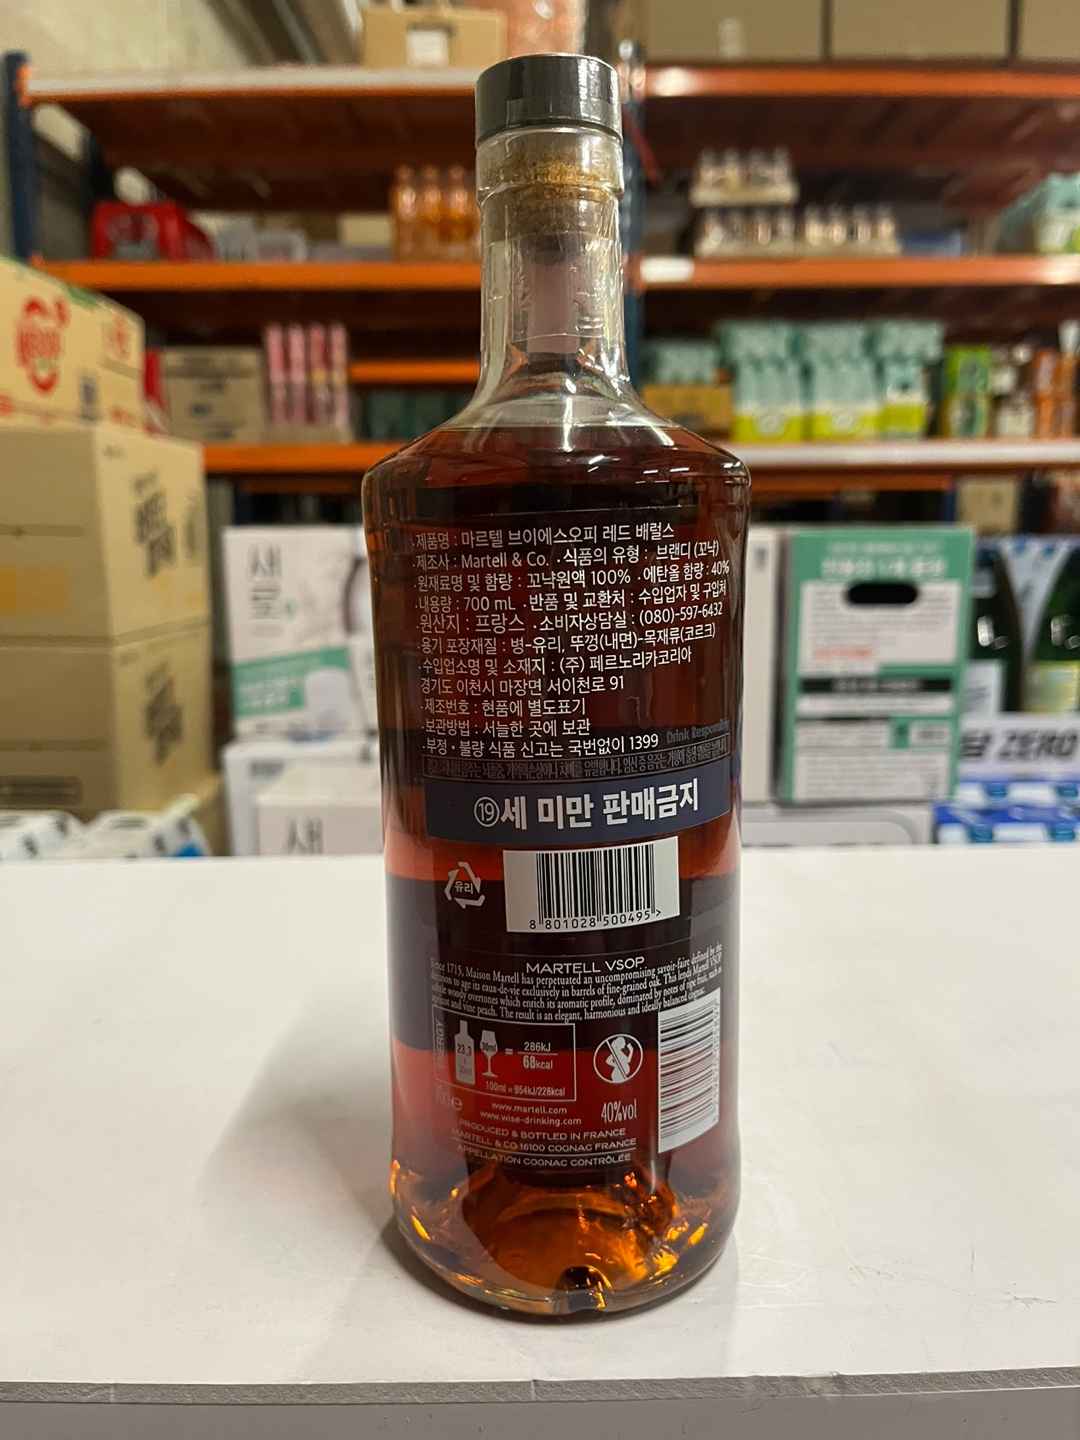 ·제품명 : 마르텔 브이에스오피 레드 배럴스
·제조사 : Martell & Co. ·식품의 유형 : 브랜디 (꼬냑)
·원재료명 및 함량 : 꼬냑원액 100% ·에탄올 함량 : 40%
·내용량 : 700 mL ·반품 및 교환처 : 수입업자 및 구입처
·원산지 : 프랑스 ·소비자상담실 : (080)-597-6432
·용기 포장재질 : 병-유리, 뚜껑(내면)-목재류(코르크)
·수입업소명 및 소재지 : (주) 페르노리카코리아
경기도 이천시 마장면 서이천로 91
·제조번호 : 현품에 별도표기
·보관방법 : 서늘한 곳에 보관
·부정·불량 식품 신고는 국번없이 1399
Drink Responsibly
⑲세 미만 판매금지
유리
8 801028 500495 >
MARTELL VSOP
Since 1715, Maison Martell has perpetuated an uncompromising savoir-faire defined by the
decision to age its eaux-de-vie exclusively in barrels of fine-grained oak. This lends Martell VSOP
subtle woody overtones which enrich its aromatic profile, dominated by notes of ripe fruit, such as
apricot and vine peach. The result is an elegant, harmonious and ideally balanced cognac.
ENERGY
23,3
30ml
30ml
=
286kJ
68kcal
100ml = 954kJ/228kcal
70cl e
www.martell.com
www.wise-drinking.com
40%vol
PRODUCED & BOTTLED IN FRANCE
MARTELL & CO 16100 COGNAC FRANCE
APPELLATION COGNAC CONTRÔLÉE
새로
ZERO